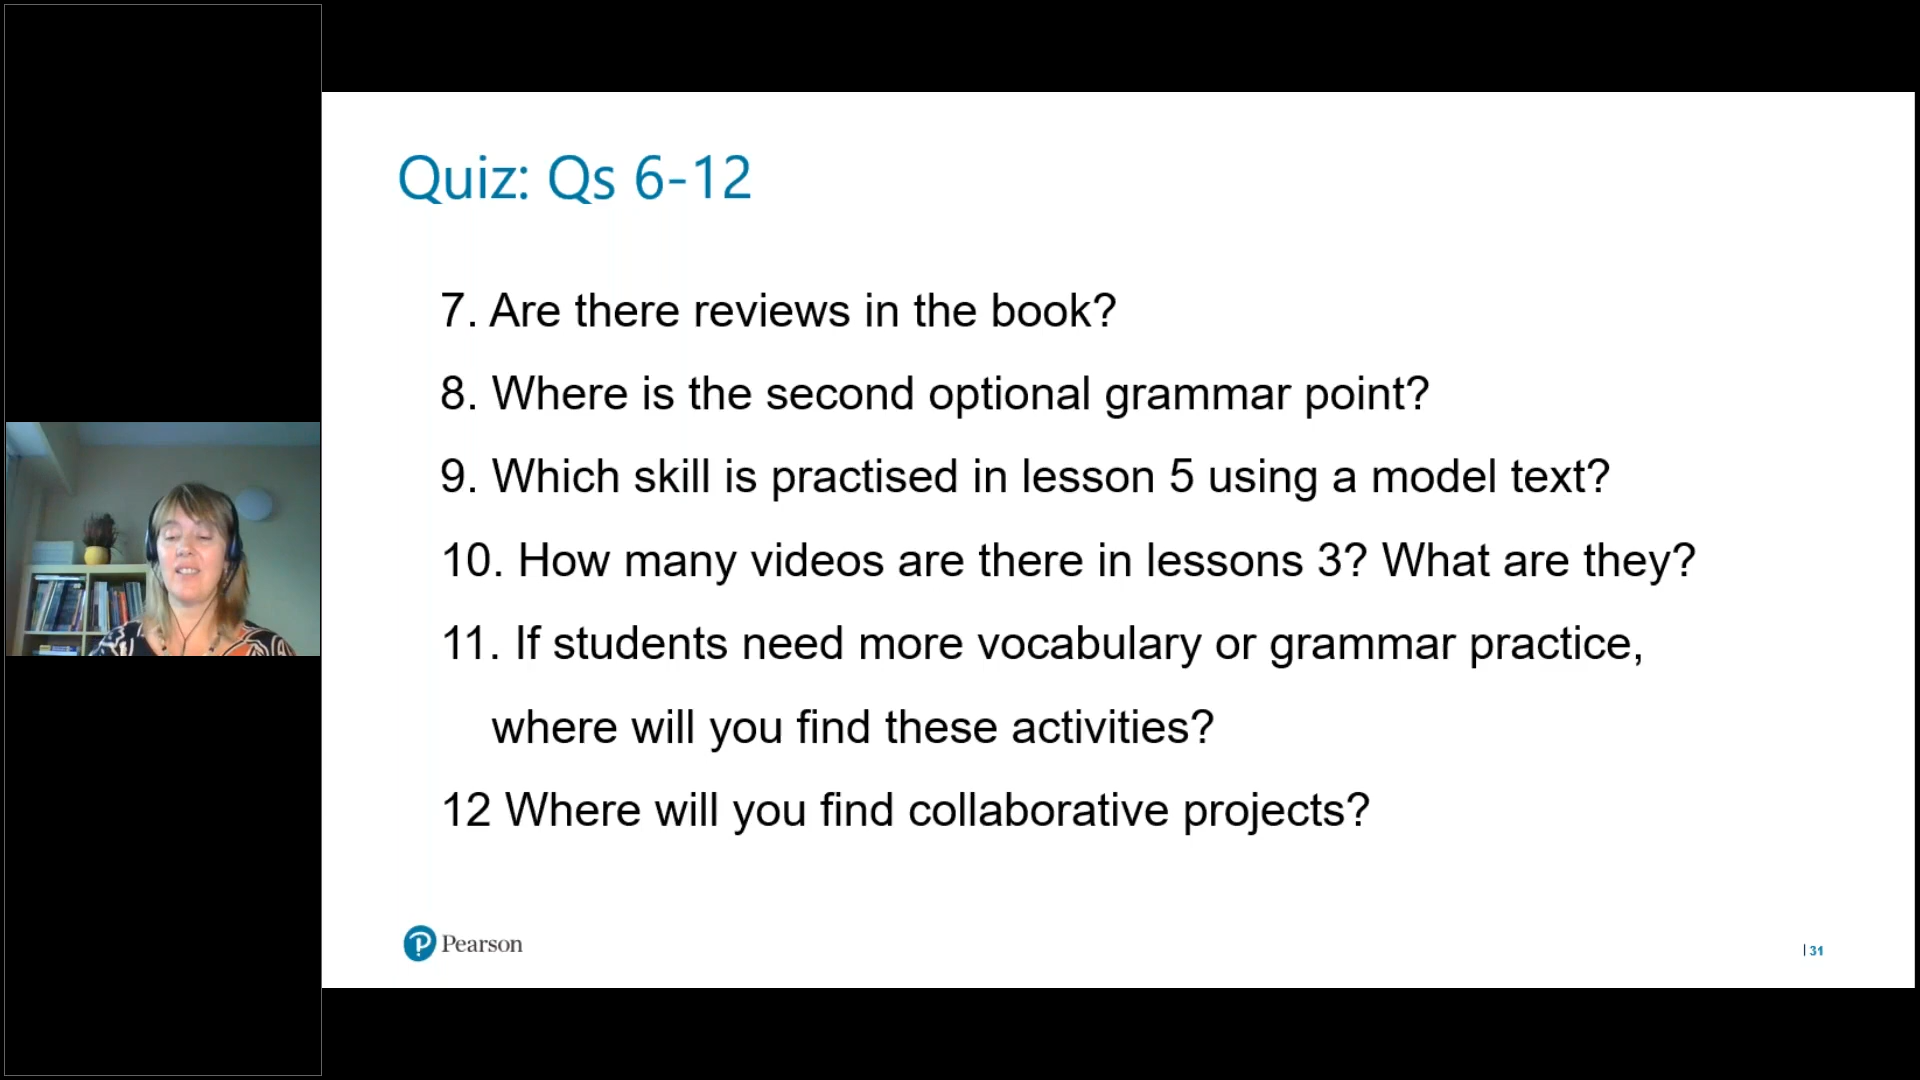 Quiz: Qs 6-12
7. Are there reviews in the book?
8. Where is the second optional grammar point?
9. Which skill is practised in lesson 5 using a model text?
10. How many videos are there in lessons 3? What are they?
11. If students need more vocabulary or grammar practice,
where will you find these activities?
12 Where will you find collaborative projects?
Pearson
| 31